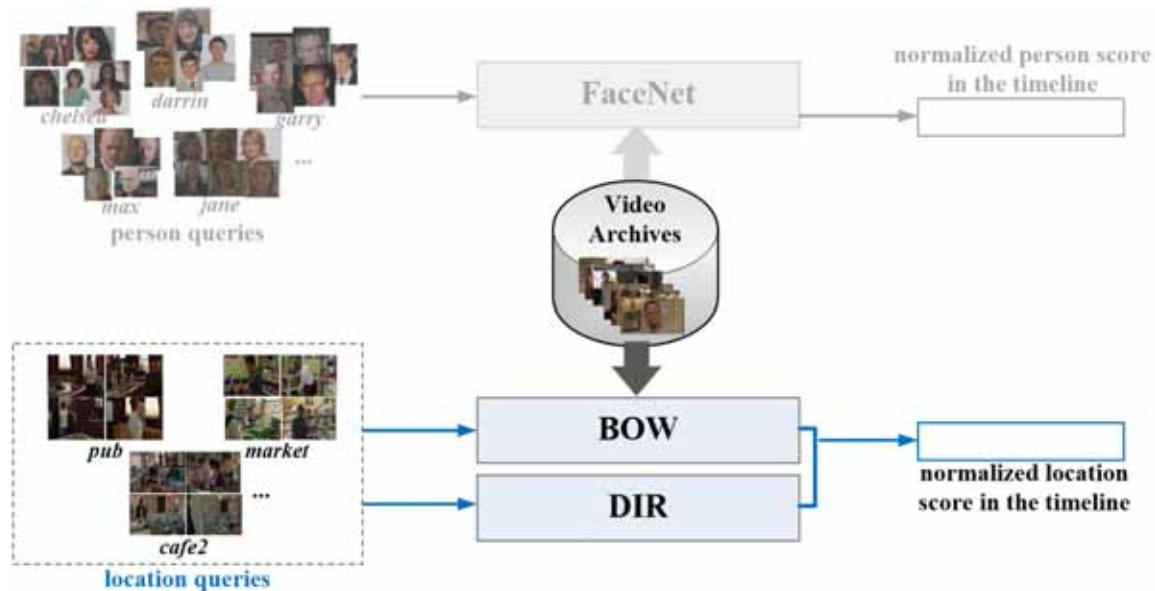 chelsea
darrin
garry
max
jane
...
person queries
FaceNet
normalized person score
in the timeline
Video
Archives
pub
market
cafe2
...
location queries
BOW
DIR
normalized location
score in the timeline